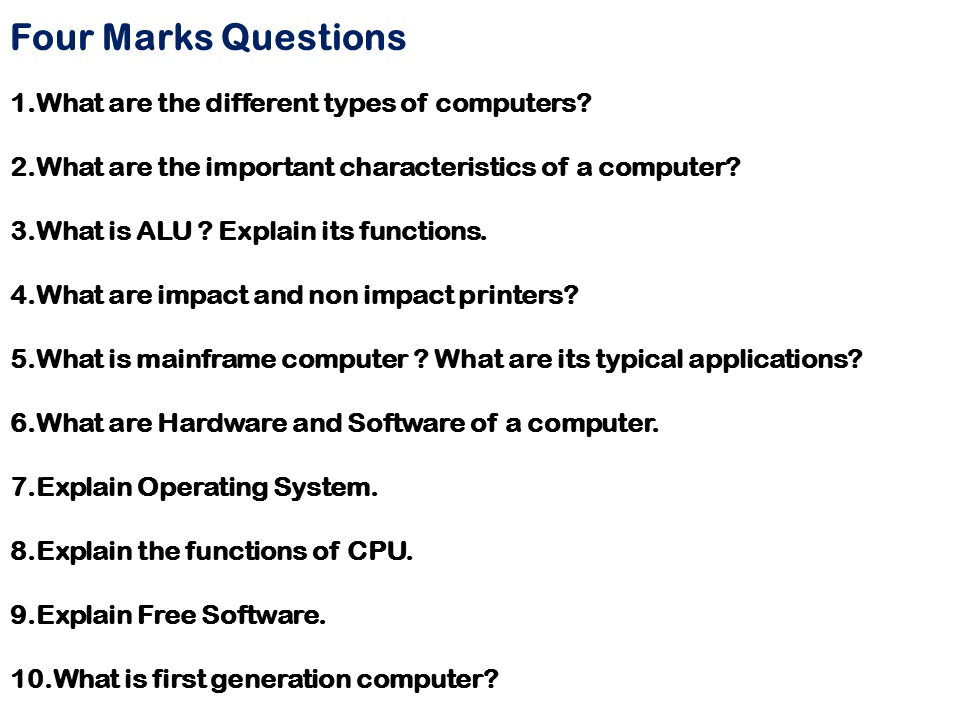 Four Marks Questions
1.What are the different types of computers?
2.What are the important characteristics of a computer?
3.What is ALU ? Explain its functions.
4.What are impact and non impact printers?
5.What is mainframe computer ? What are its typical applications?
6.What are Hardware and Software of a computer.
7.Explain Operating System.
8.Explain the functions of CPU.
9.Explain Free Software.
10.What is first generation computer?